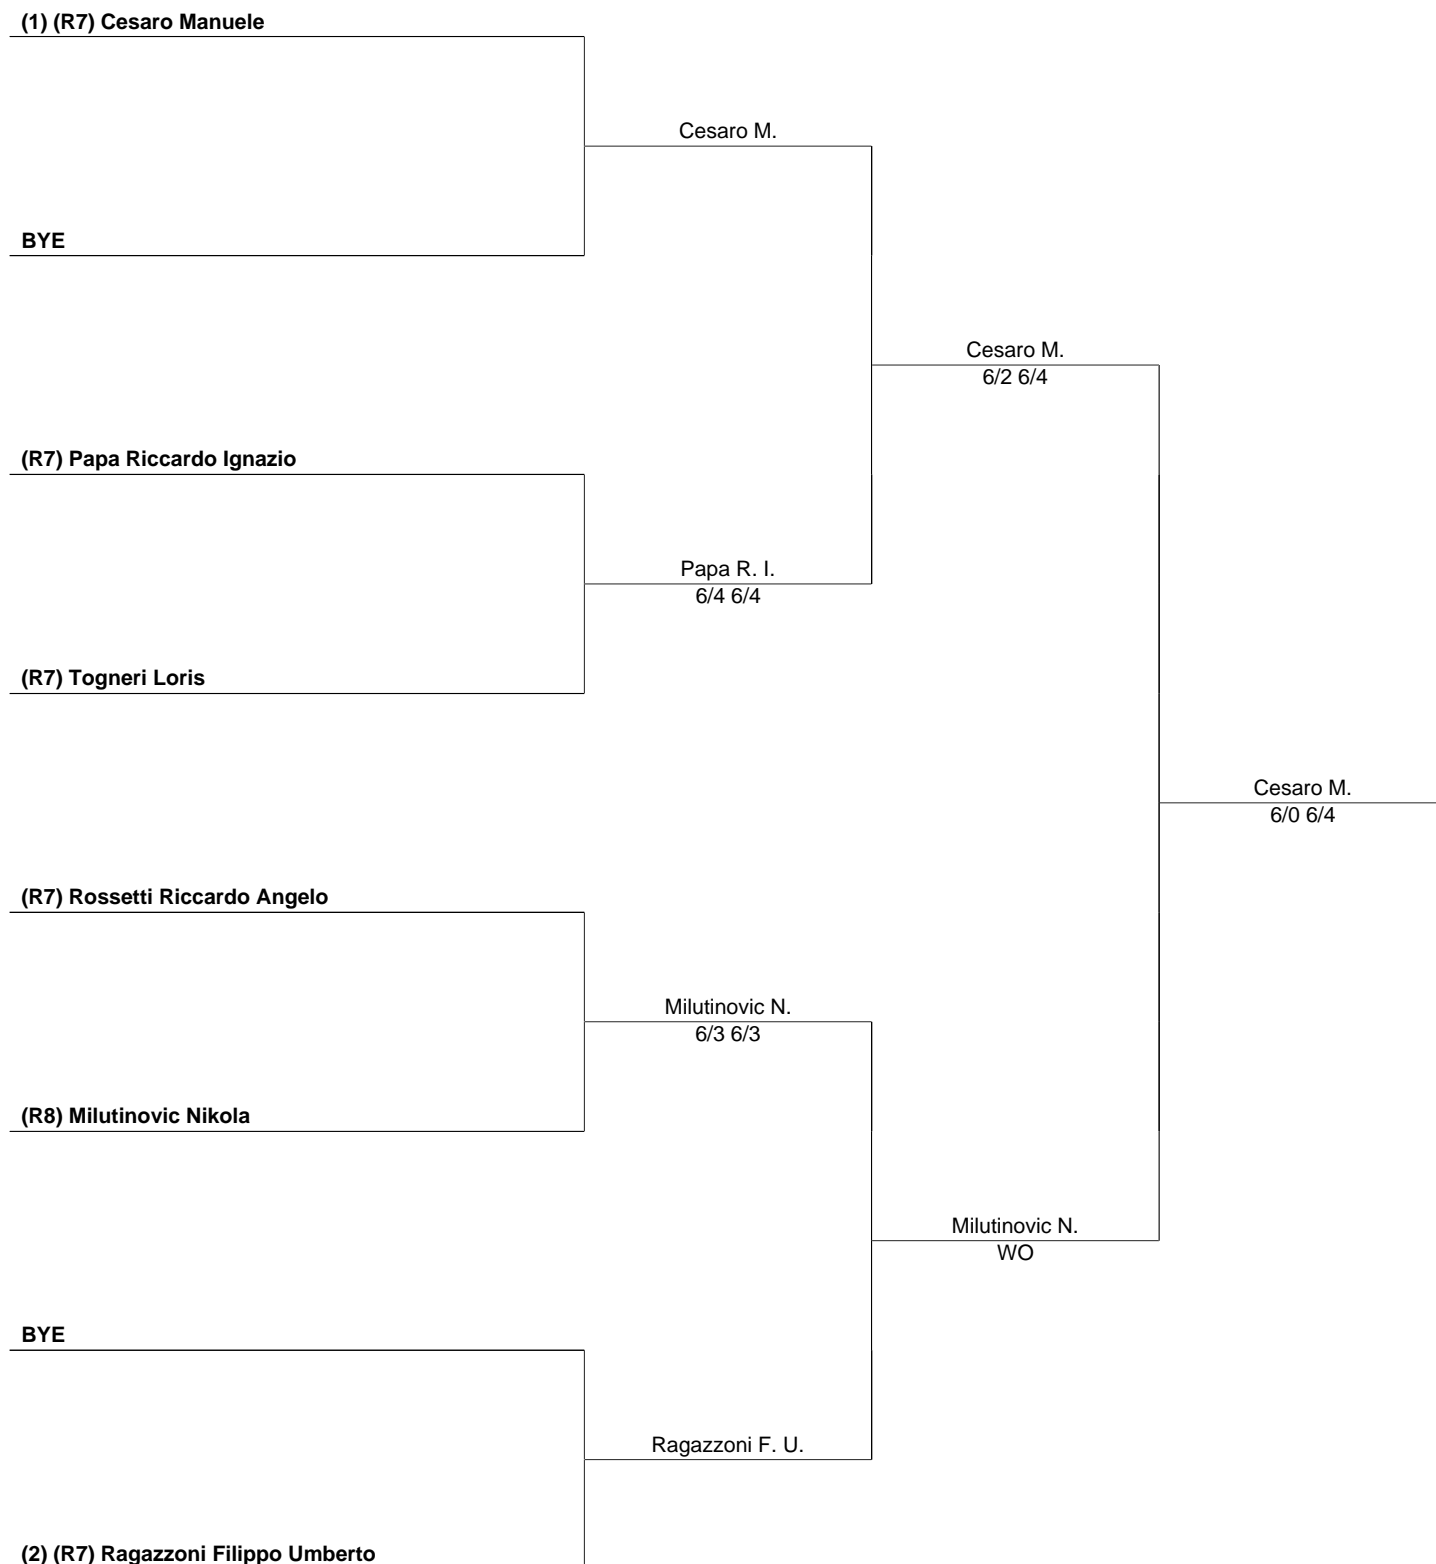 (1) (R7) Cesaro Manuele
Cesaro M.
BYE
Cesaro M.
6/2 6/4
(R7) Papa Riccardo Ignazio
Papa R. I.
6/4 6/4
(R7) Togneri Loris
Cesaro M.
6/0 6/4
(R7) Rossetti Riccardo Angelo
Milutinovic N.
6/3 6/3
(R8) Milutinovic Nikola
Milutinovic N.
WO
BYE
Ragazzoni F. U.
(2) (R7) Ragazzoni Filippo Umberto